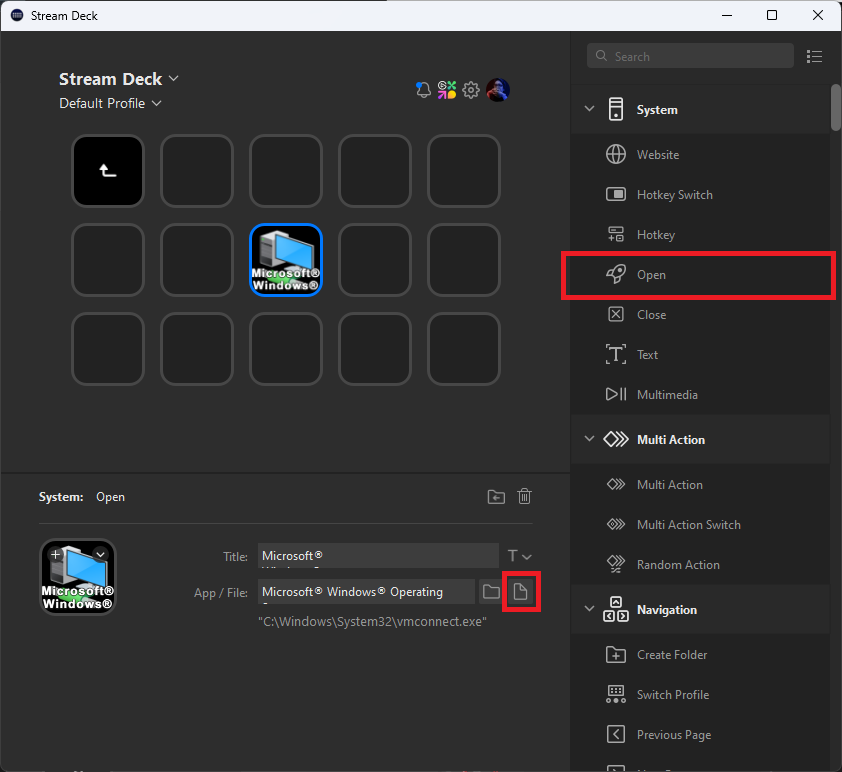 Stream Deck
Stream Deck
Default Profile
Microsoft®
Windows®
System: Open
Microsoft®
Windows®
Title: Microsoft®
T
App / File: Microsoft® Windows® Operating
"C:\Windows\System32\vmconnect.exe"
Search
System
Website
Hotkey Switch
Hotkey
Open
Close
Text
Multimedia
Multi Action
Multi Action
Multi Action Switch
Random Action
Navigation
Create Folder
Switch Profile
Previous Page